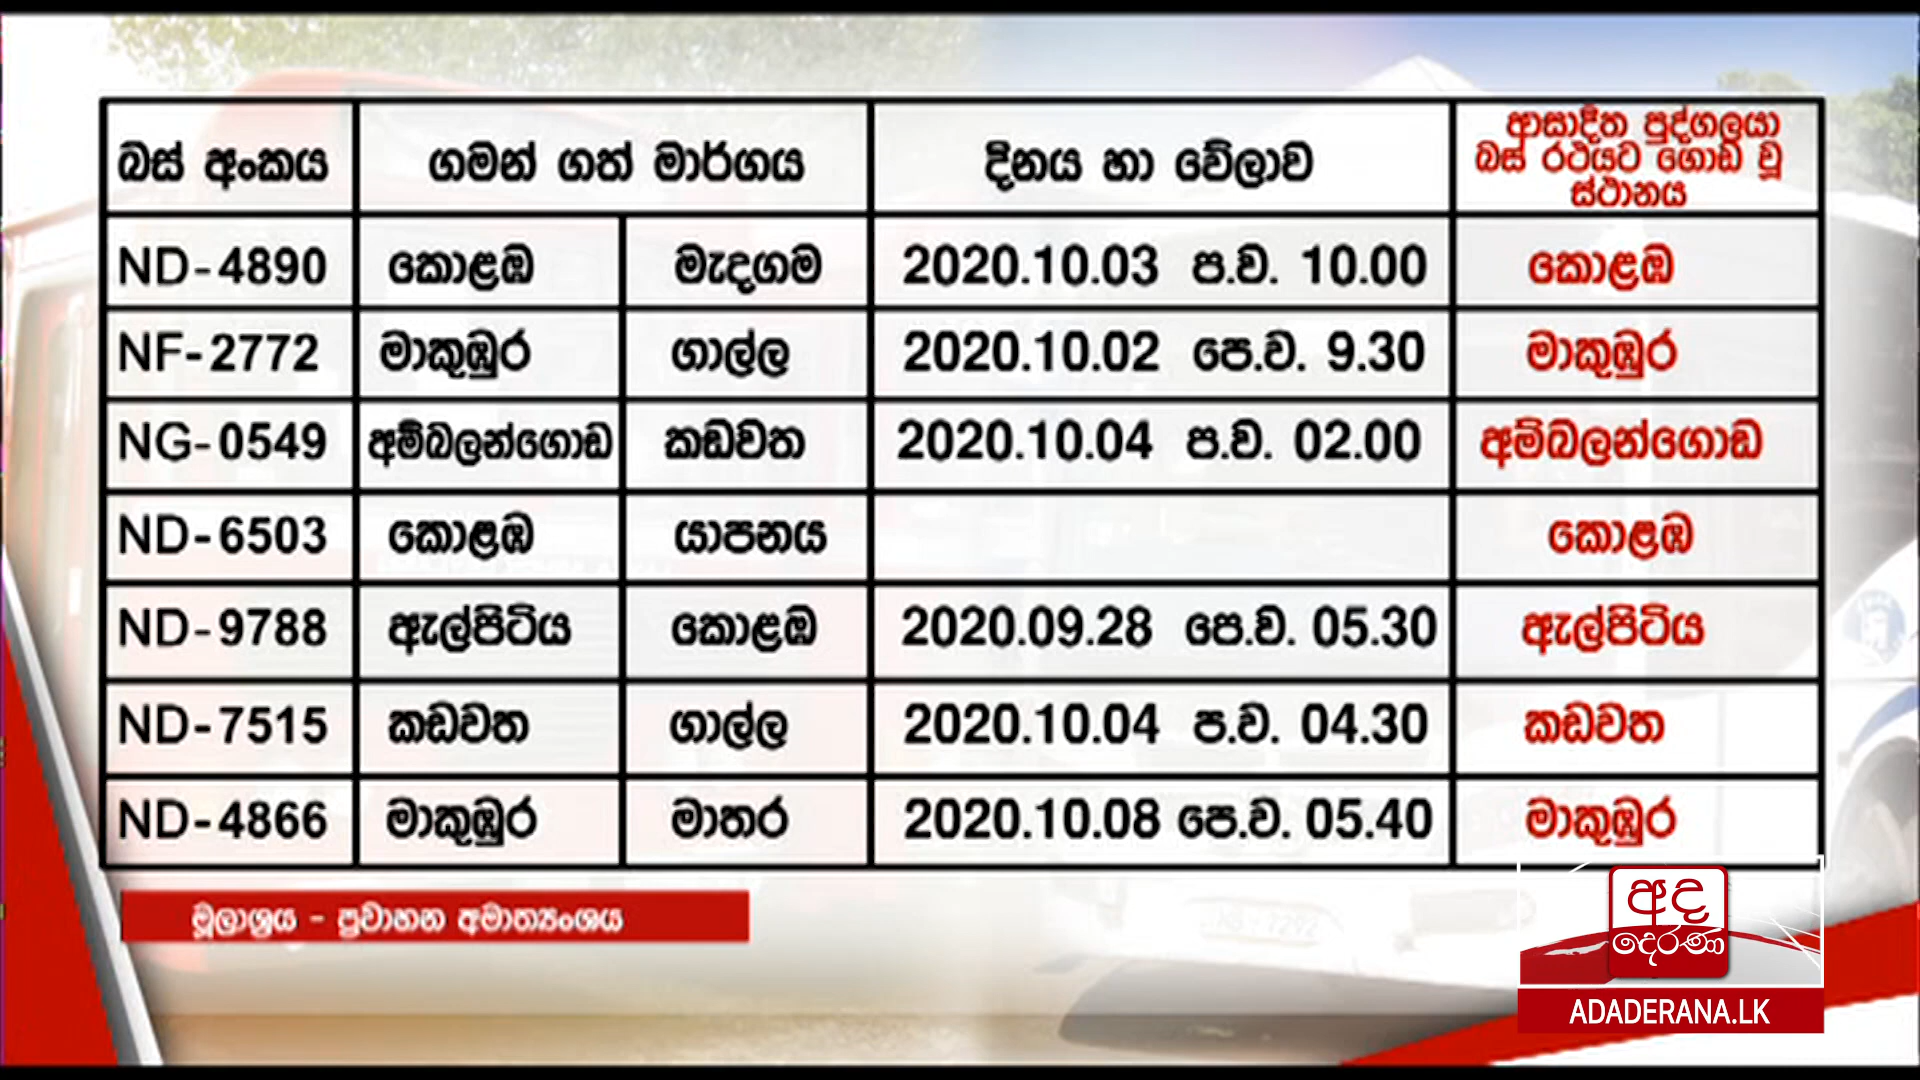 බස් අංකය ගමන් ගත් මාර්ගය දිනය හා වේලාව ආසාදිත පුද්ගලයා
බස් රථයට ගොඩ වූ
ස්ථානය
ND-4890 කොළඹ මැදගම 2020.10.03 ප.ව. 10.00 කොළඹ
NF-2772 මාකුඹුර ගාල්ල 2020.10.02 පෙ.ව. 9.30 මාකුඹුර
NG-0549 අම්බලන්ගොඩ කඩවත 2020.10.04 ප.ව. 02.00 අම්බලන්ගොඩ
ND-6503 කොළඹ යාපනය කොළඹ
ND-9788 ඇල්පිටිය කොළඹ 2020.09.28 පෙ.ව. 05.30 ඇල්පිටිය
ND-7515 කඩවත ගාල්ල 2020.10.04 ප.ව. 04.30 කඩවත
ND-4866 මාකුඹුර මාතර 2020.10.08 පෙ.ව. 05.40 මාකුඹුර
මූලාශ්‍රය - ප්‍රවාහන අමාත්‍යංශය
අද
දෙරණ
ADADERANA.LK